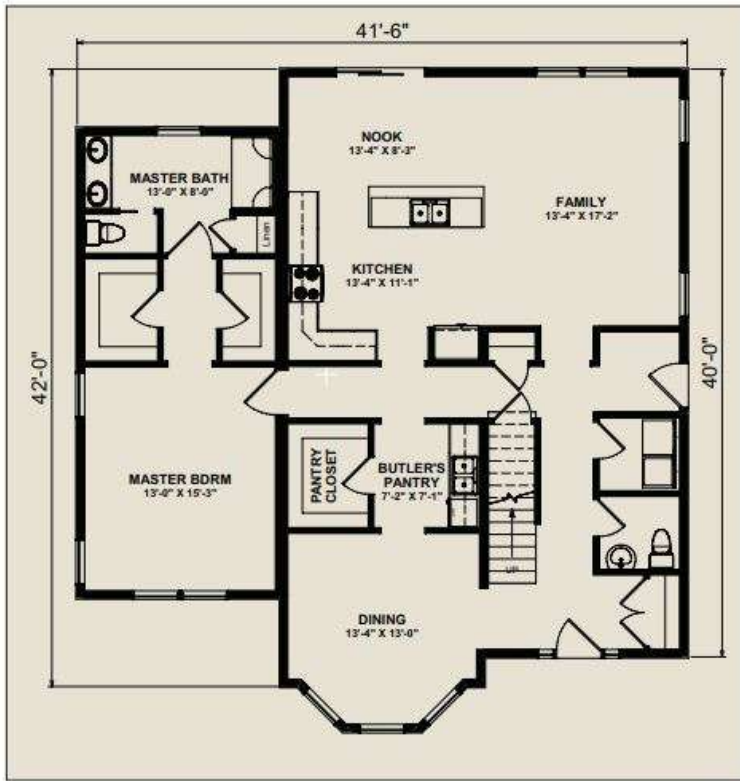 41'-6"
NOOK
13'-4" X 8'-3"
MASTER BATH
13'-0" X 8'-0"
FAMILY
13'-4" X 17'-2"
Linen
KITCHEN
13'-4" X 11'-1"
42'-0"
40'-0"
MASTER BDRM
13'-0" X 15'-3"
PANTRY
CLOSET
BUTLER'S
PANTRY
7'-2" X 7'-1"
UP
DINING
13'-4" X 13'-0"